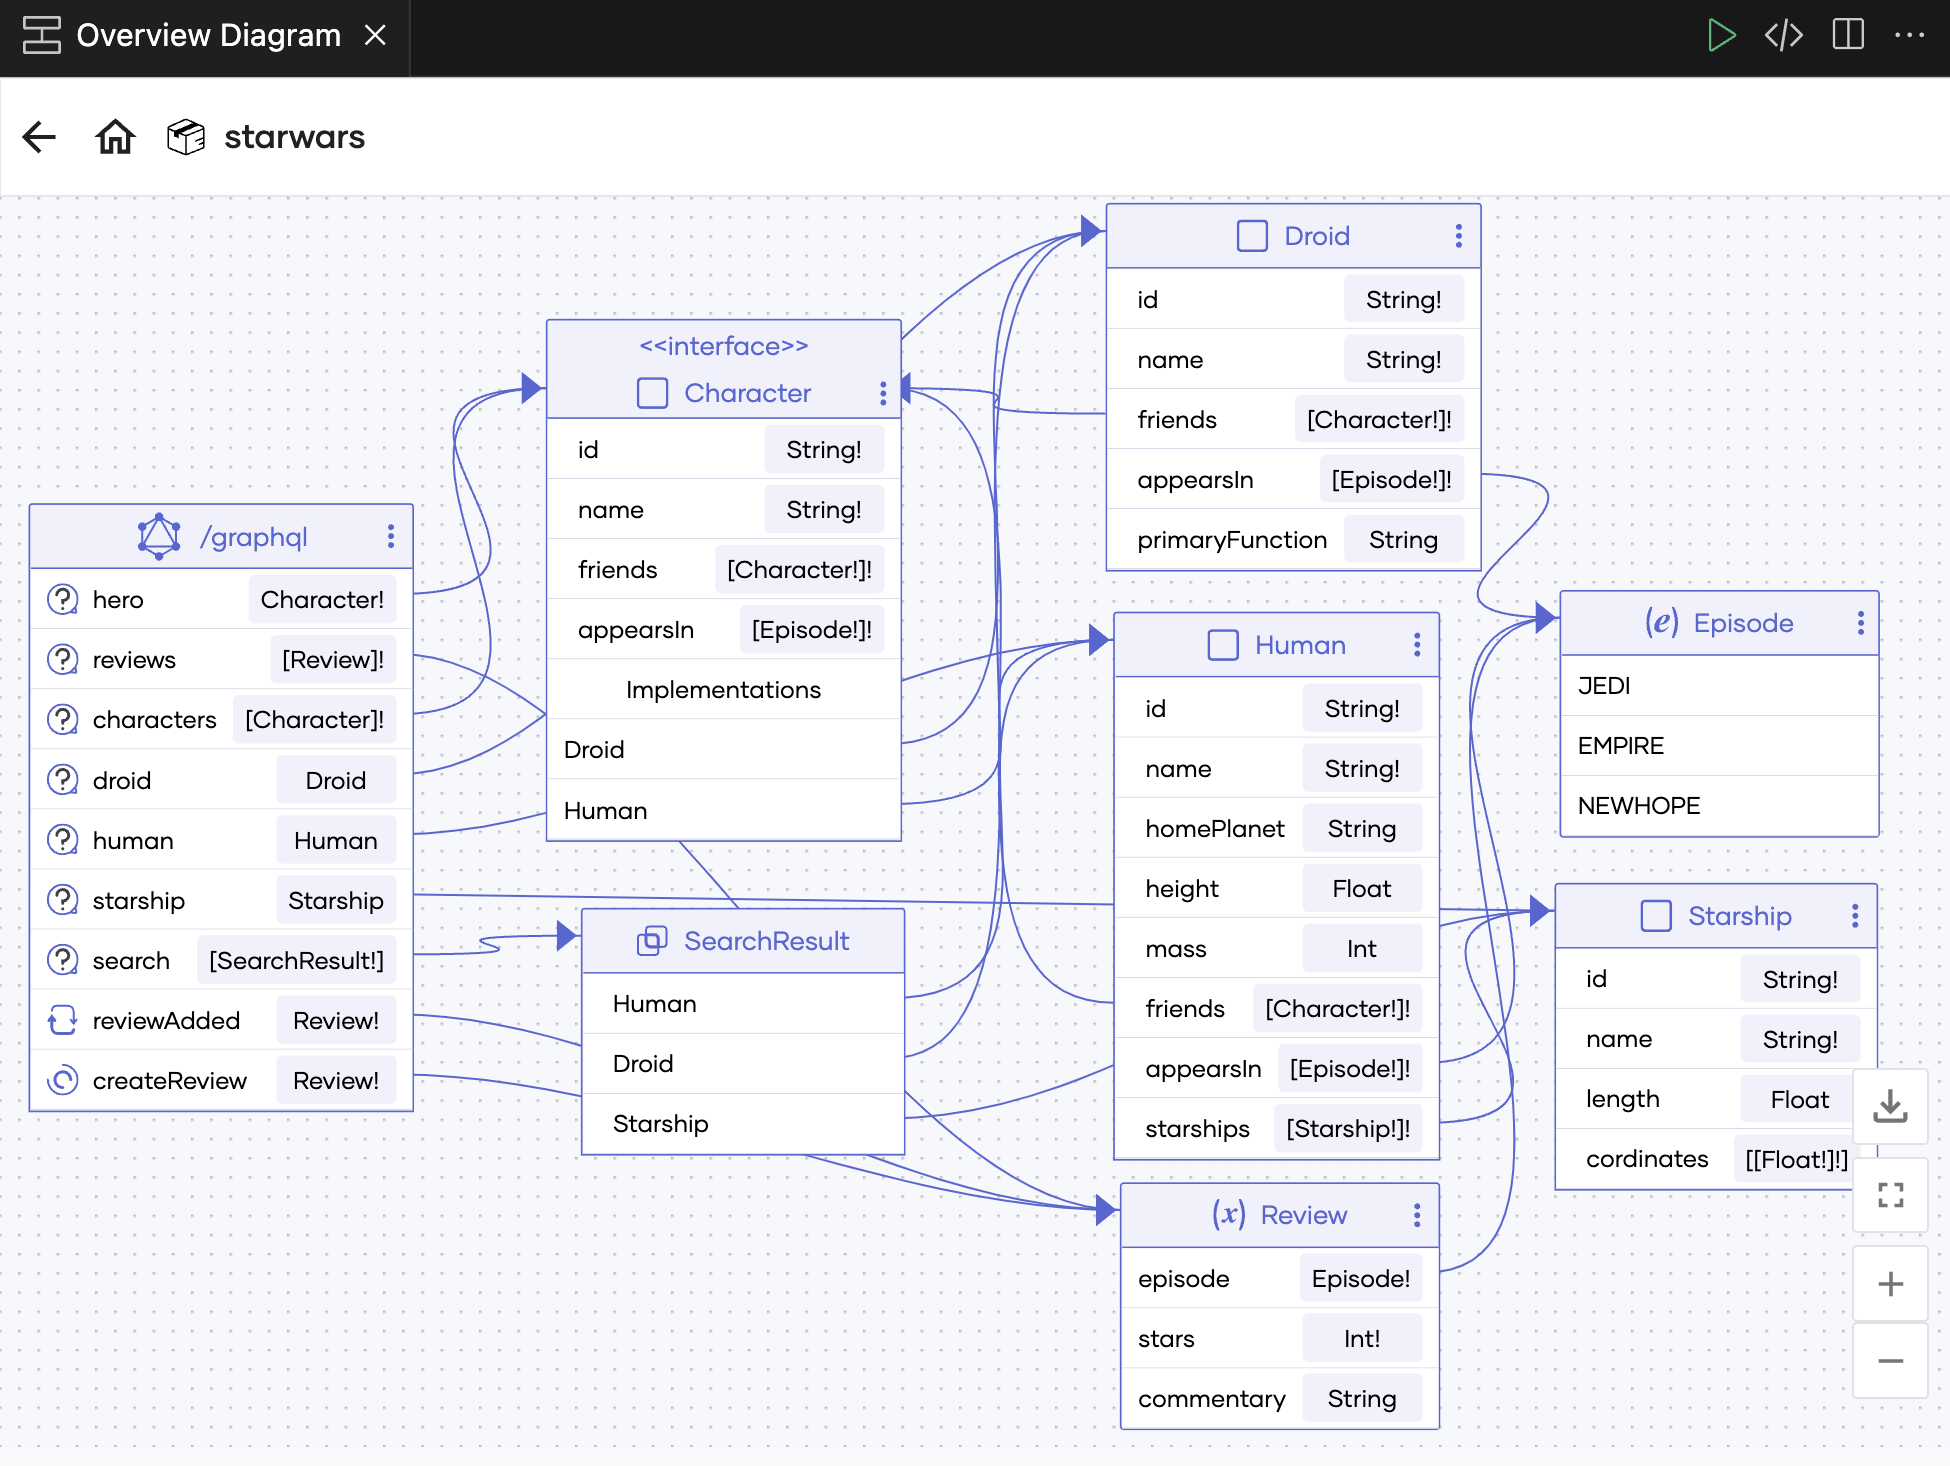 Overview Diagram
starwars
/graphql
hero Character!
reviews [Review]!
characters [Character]!
droid Droid
human Human
starship Starship
search [SearchResult!]
reviewAdded Review!
createReview Review!
<<interface>>
Character
id String!
name String!
friends [Character!]!
appearsIn [Episode!]!
Implementations
Droid
Human
SearchResult
Human
Droid
Starship
Droid
id String!
name String!
friends [Character!]!
appearsIn [Episode!]!
primaryFunction String
Human
id String!
name String!
homePlanet String
height Float
mass Int
friends [Character!]!
appearsIn [Episode!]!
starships [Starship!]!
(x) Review
episode Episode!
stars Int!
commentary String
(e) Episode
JEDI
EMPIRE
NEWHOPE
Starship
id String!
name String!
length Float
cordinates [[Float!]!]